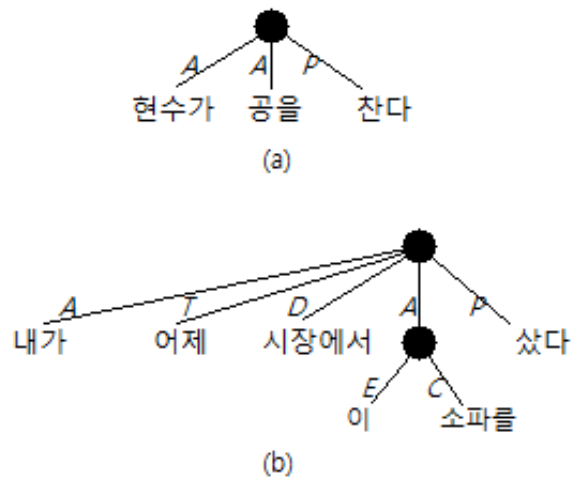 A A P
현수가 공을 찬다
(a)
A T D A P
내가 어제 시장에서 샀다
E C
이 소파를
(b)